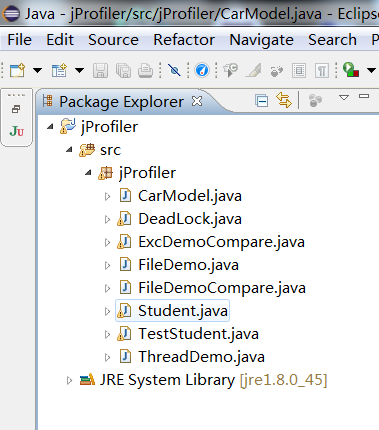 Java - jProfiler/src/jProfiler/CarModel.java - Eclipse
File Edit Source Refactor Navigate Search P
Package Explorer
JU
jProfiler
src
jProfiler
CarModel.java
DeadLock.java
ExcDemoCompare.java
FileDemo.java
FileDemoCompare.java
Student.java
TestStudent.java
ThreadDemo.java
JRE System Library [jre1.8.0_45]